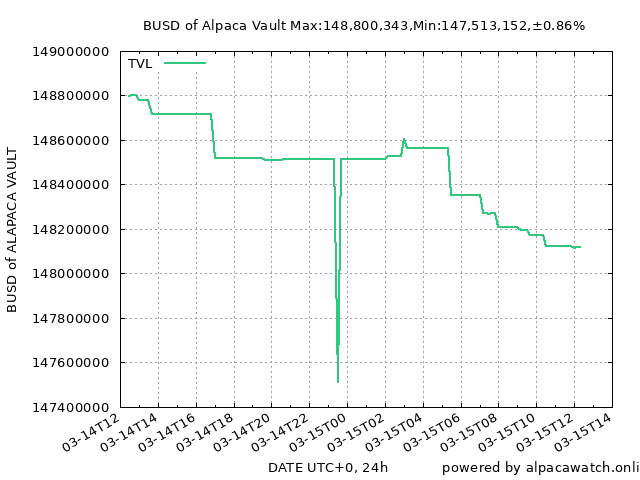 BUSD of Alpaca Vault Max:148,800,343,Min:147,513,152,±0.86%
149000000
TVL
148800000
148600000
148400000
148200000
148000000
147800000
147600000
147400000
BUSD of ALAPACA VAULT
03-14T12
03-14T14
03-14T16
03-14T18
03-14T20
03-14T22
03-15T00
03-15T02
03-15T04
03-15T06
03-15T08
03-15T10
03-15T12
03-15T14
DATE UTC+0, 24h
powered by alpacawatch.onli